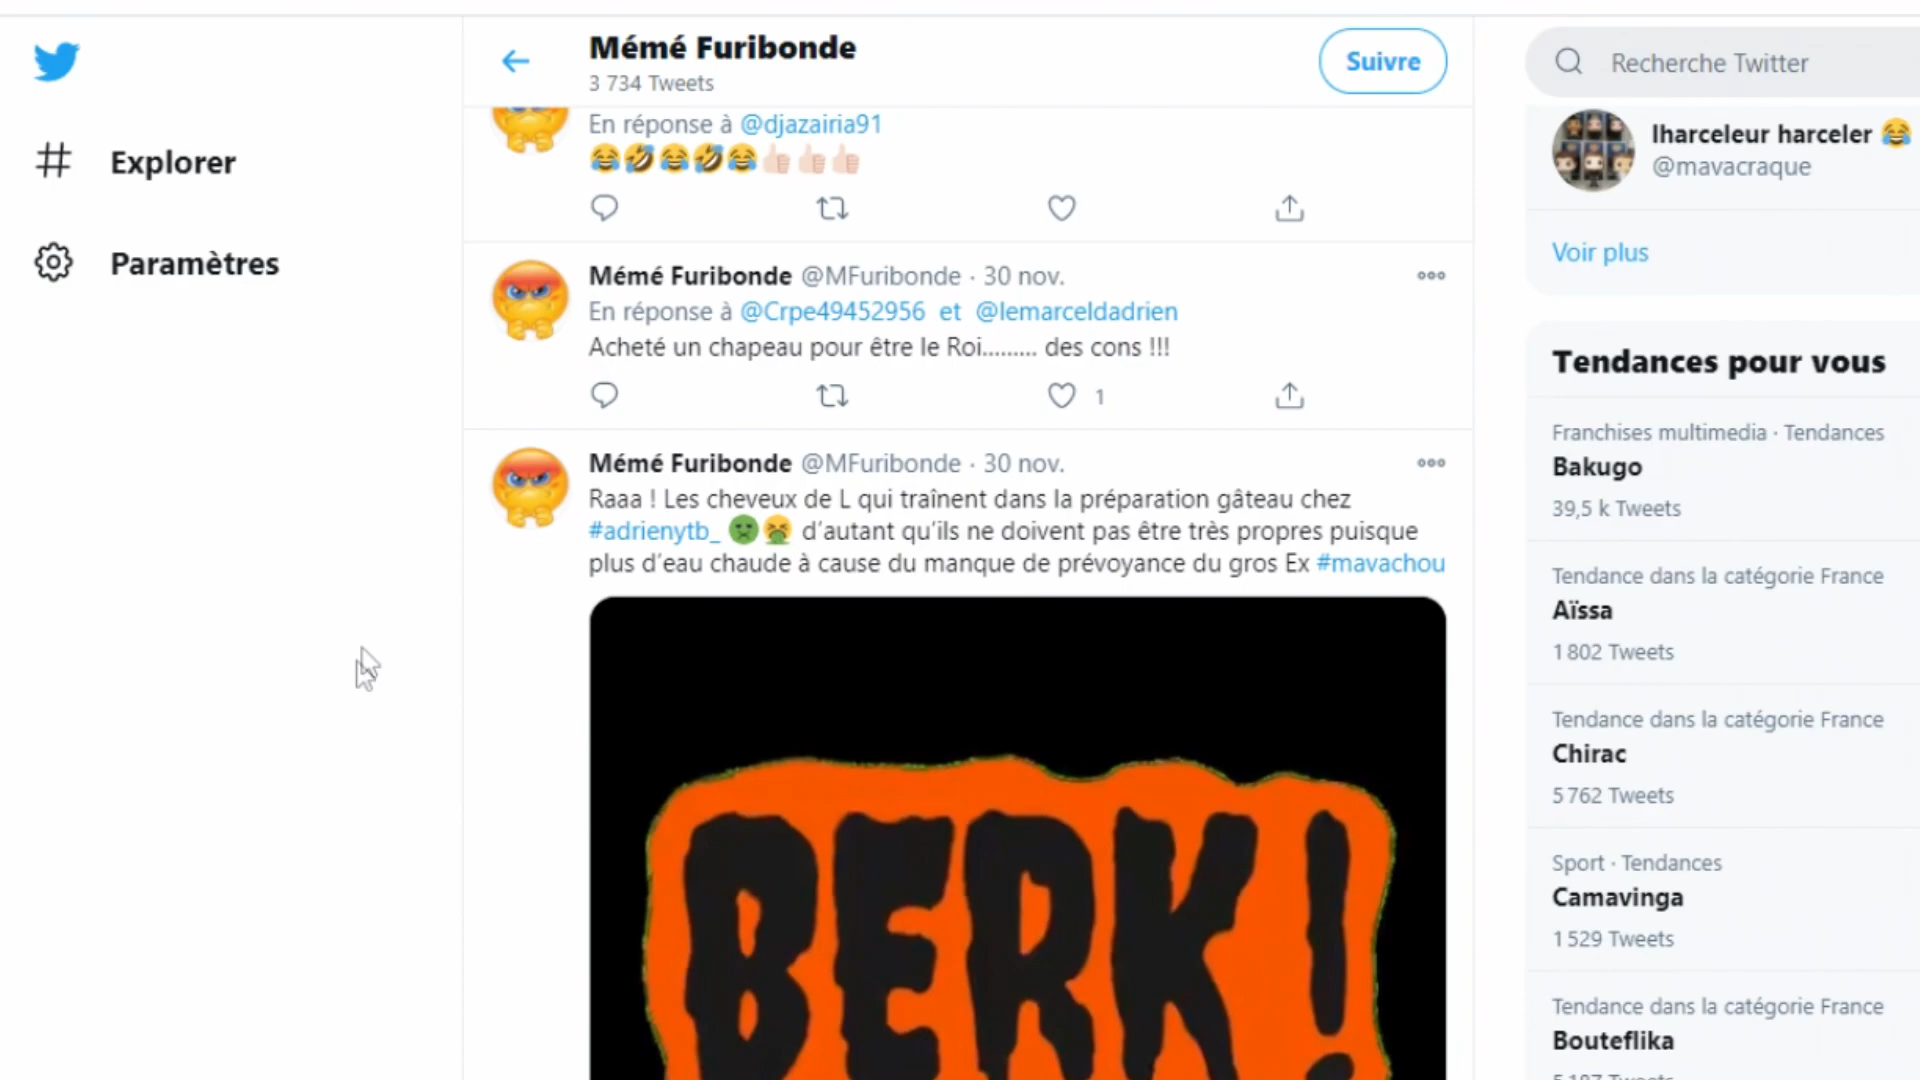 Mémé Furibonde
3 734 Tweets
Suivre
Recherche Twitter
Explorer
Paramètres
En réponse à @djazairia91
😂🤣😂🤣😂👍🏻👍🏻👍🏻
Mémé Furibonde @MFuribonde · 30 nov.
En réponse à @Crpe49452956 et @lemarceldadrien
Acheté un chapeau pour être le Roi......... des cons !!!
1
Mémé Furibonde @MFuribonde · 30 nov.
Raaa ! Les cheveux de L qui traînent dans la préparation gâteau chez
#adrienytb_ 🤢🤮 d’autant qu’ils ne doivent pas être très propres puisque
plus d’eau chaude à cause du manque de prévoyance du gros Ex #mavachou
BERK !
lharceleur harceler 😂
@mavacraque
Voir plus
Tendances pour vous
Franchises multimedia · Tendances
Bakugo
39,5 k Tweets
Tendance dans la catégorie France
Aïssa
1 802 Tweets
Tendance dans la catégorie France
Chirac
5 762 Tweets
Sport · Tendances
Camavinga
1 529 Tweets
Tendance dans la catégorie France
Bouteflika